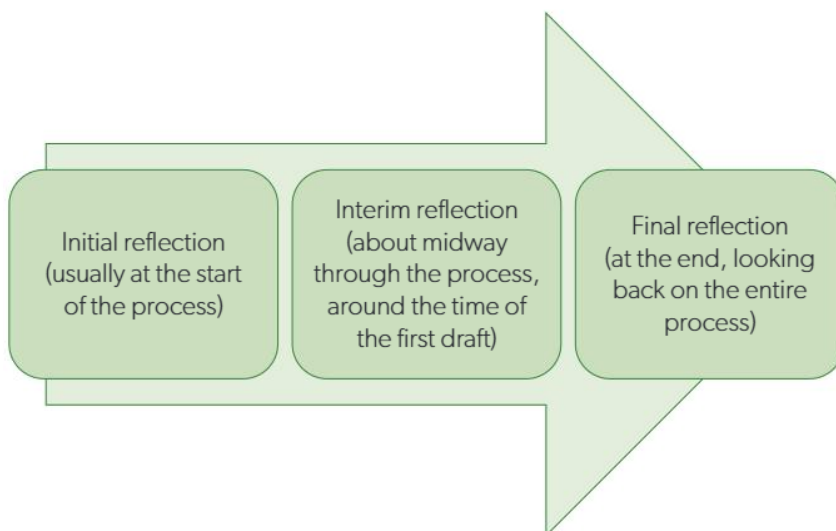 Initial reflection
(usually at the start
of the process)
Interim reflection
(about midway
through the process,
around the time of
the first draft)
Final reflection
(at the end, looking
back on the entire
process)